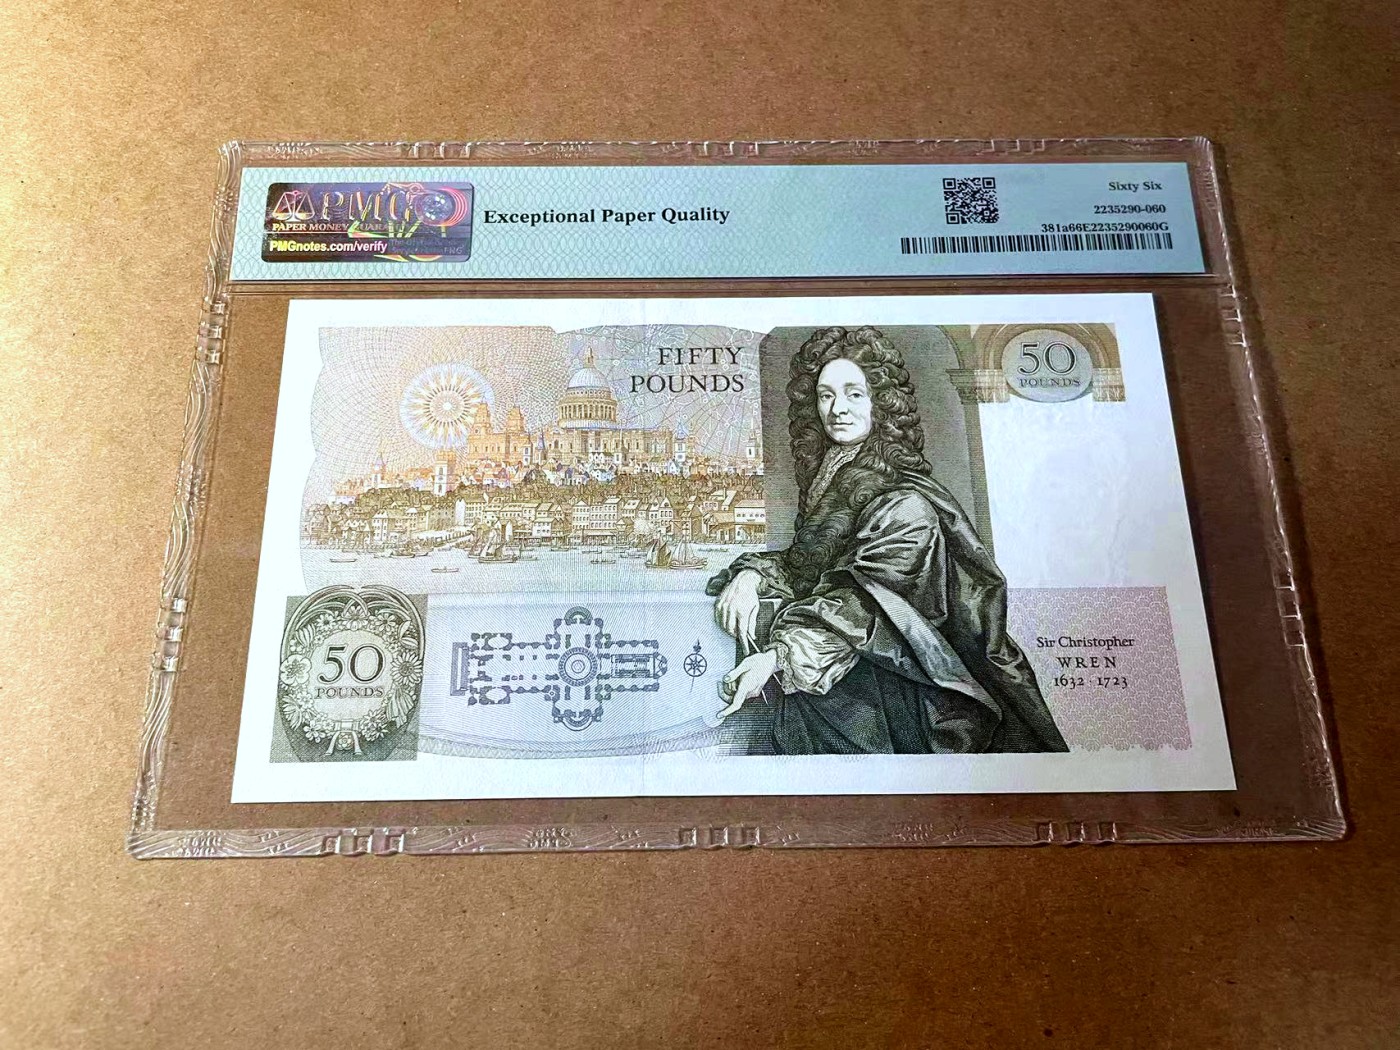 PMG
PAPER MONEY GUARA
PMGnotes.com/verify
Exceptional Paper Quality
Sixty Six
2235290-060
381a66E2235290060G
FIFTY
POUNDS
50
POUNDS
50
POUNDS
Sir Christopher
WREN
1632 · 1723